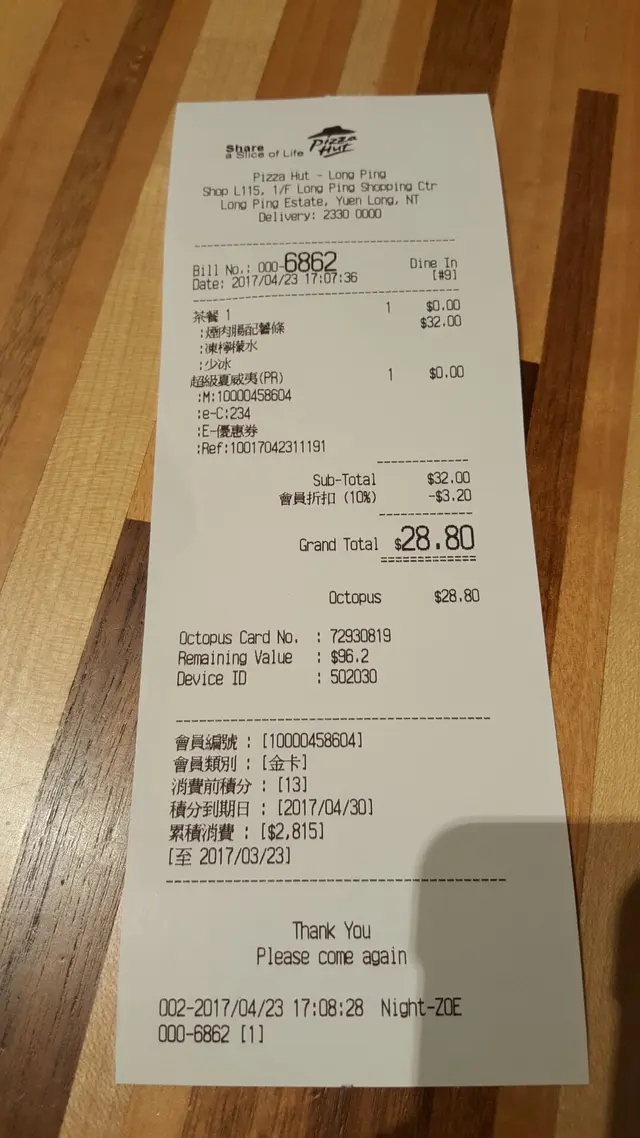 Share
a Slice of Life
Pizza
Hut
Pizza Hut - Long Ping
Shop L115, 1/F Long Ping Shopping Ctr
Long Ping Estate, Yuen Long, NT
Delivery: 2330 0000
Bill No.: 000-6862 Dine In
Date: 2017/04/23 17:07:36 [#9]
茶餐 1 1 $0.00
:煙肉腸配薯條 $32.00
:凍檸檬水
:少冰
超級夏威夷(PR) 1 $0.00
:M:10000458604
:e-C:234
:E-優惠券
:Ref:10017042311191
Sub-Total $32.00
會員折扣 (10%) -$3.20
Grand Total $28.80
Octopus $28.80
Octopus Card No. : 72930819
Remaining Value : $96.2
Device ID : 502030
會員編號 : [10000458604]
會員類別 : [金卡]
消費前積分 : [13]
積分到期日 : [2017/04/30]
累積消費 : [$2,815]
[至 2017/03/23]
Thank You
Please come again
002-2017/04/23 17:08:28 Night-ZOE
000-6862 [1]